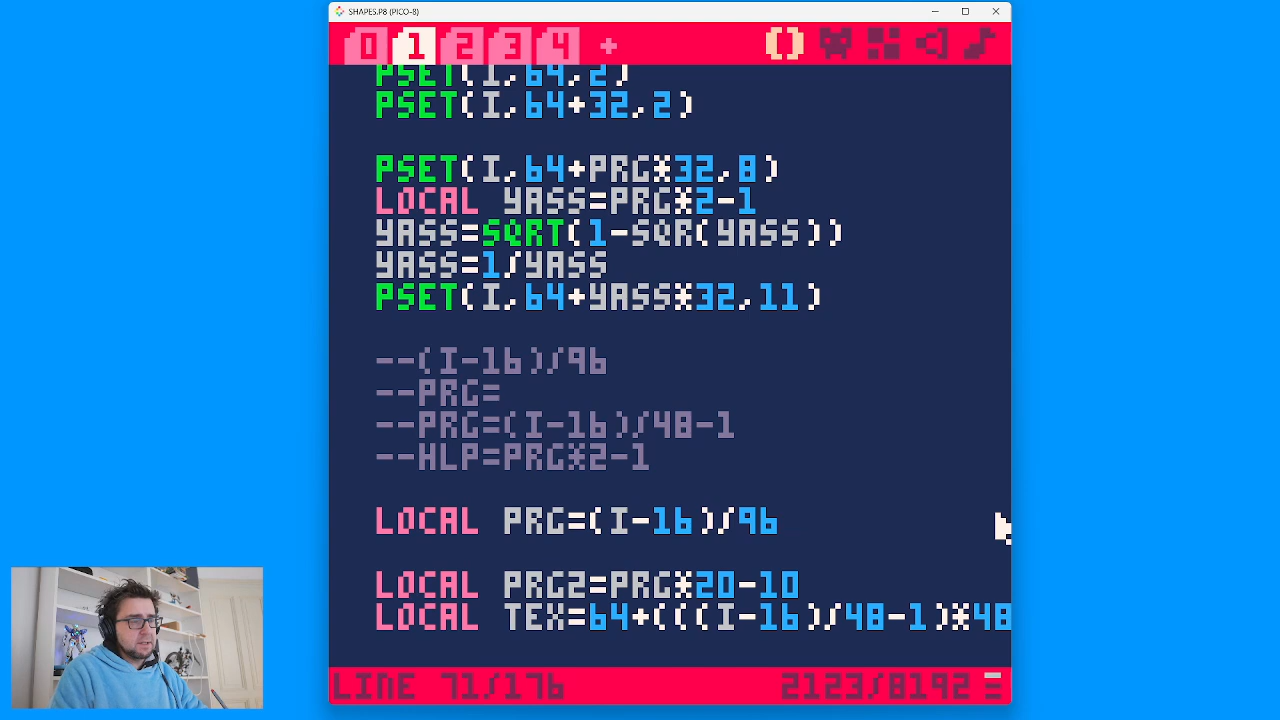 SHAPES.P8 (PICO-8)
0 1 2 3 4 +
PSET(I,64,2)
PSET(I,64+32,2)
PSET(I,64+PRG*32,8)
LOCAL YASS=PRG*2-1
YASS=SQRT(1-SQR(YASS))
YASS=1/YASS
PSET(I,64+YASS*32,11)
--(I-16)/96
--PRG=
--PRG=(I-16)/48-1
--HLP=PRG*2-1
LOCAL PRG=(I-16)/96
LOCAL PRG2=PRG*20-10
LOCAL TEX=64+(((I-16)/48-1)*48
LINE 71/176 2123/8192